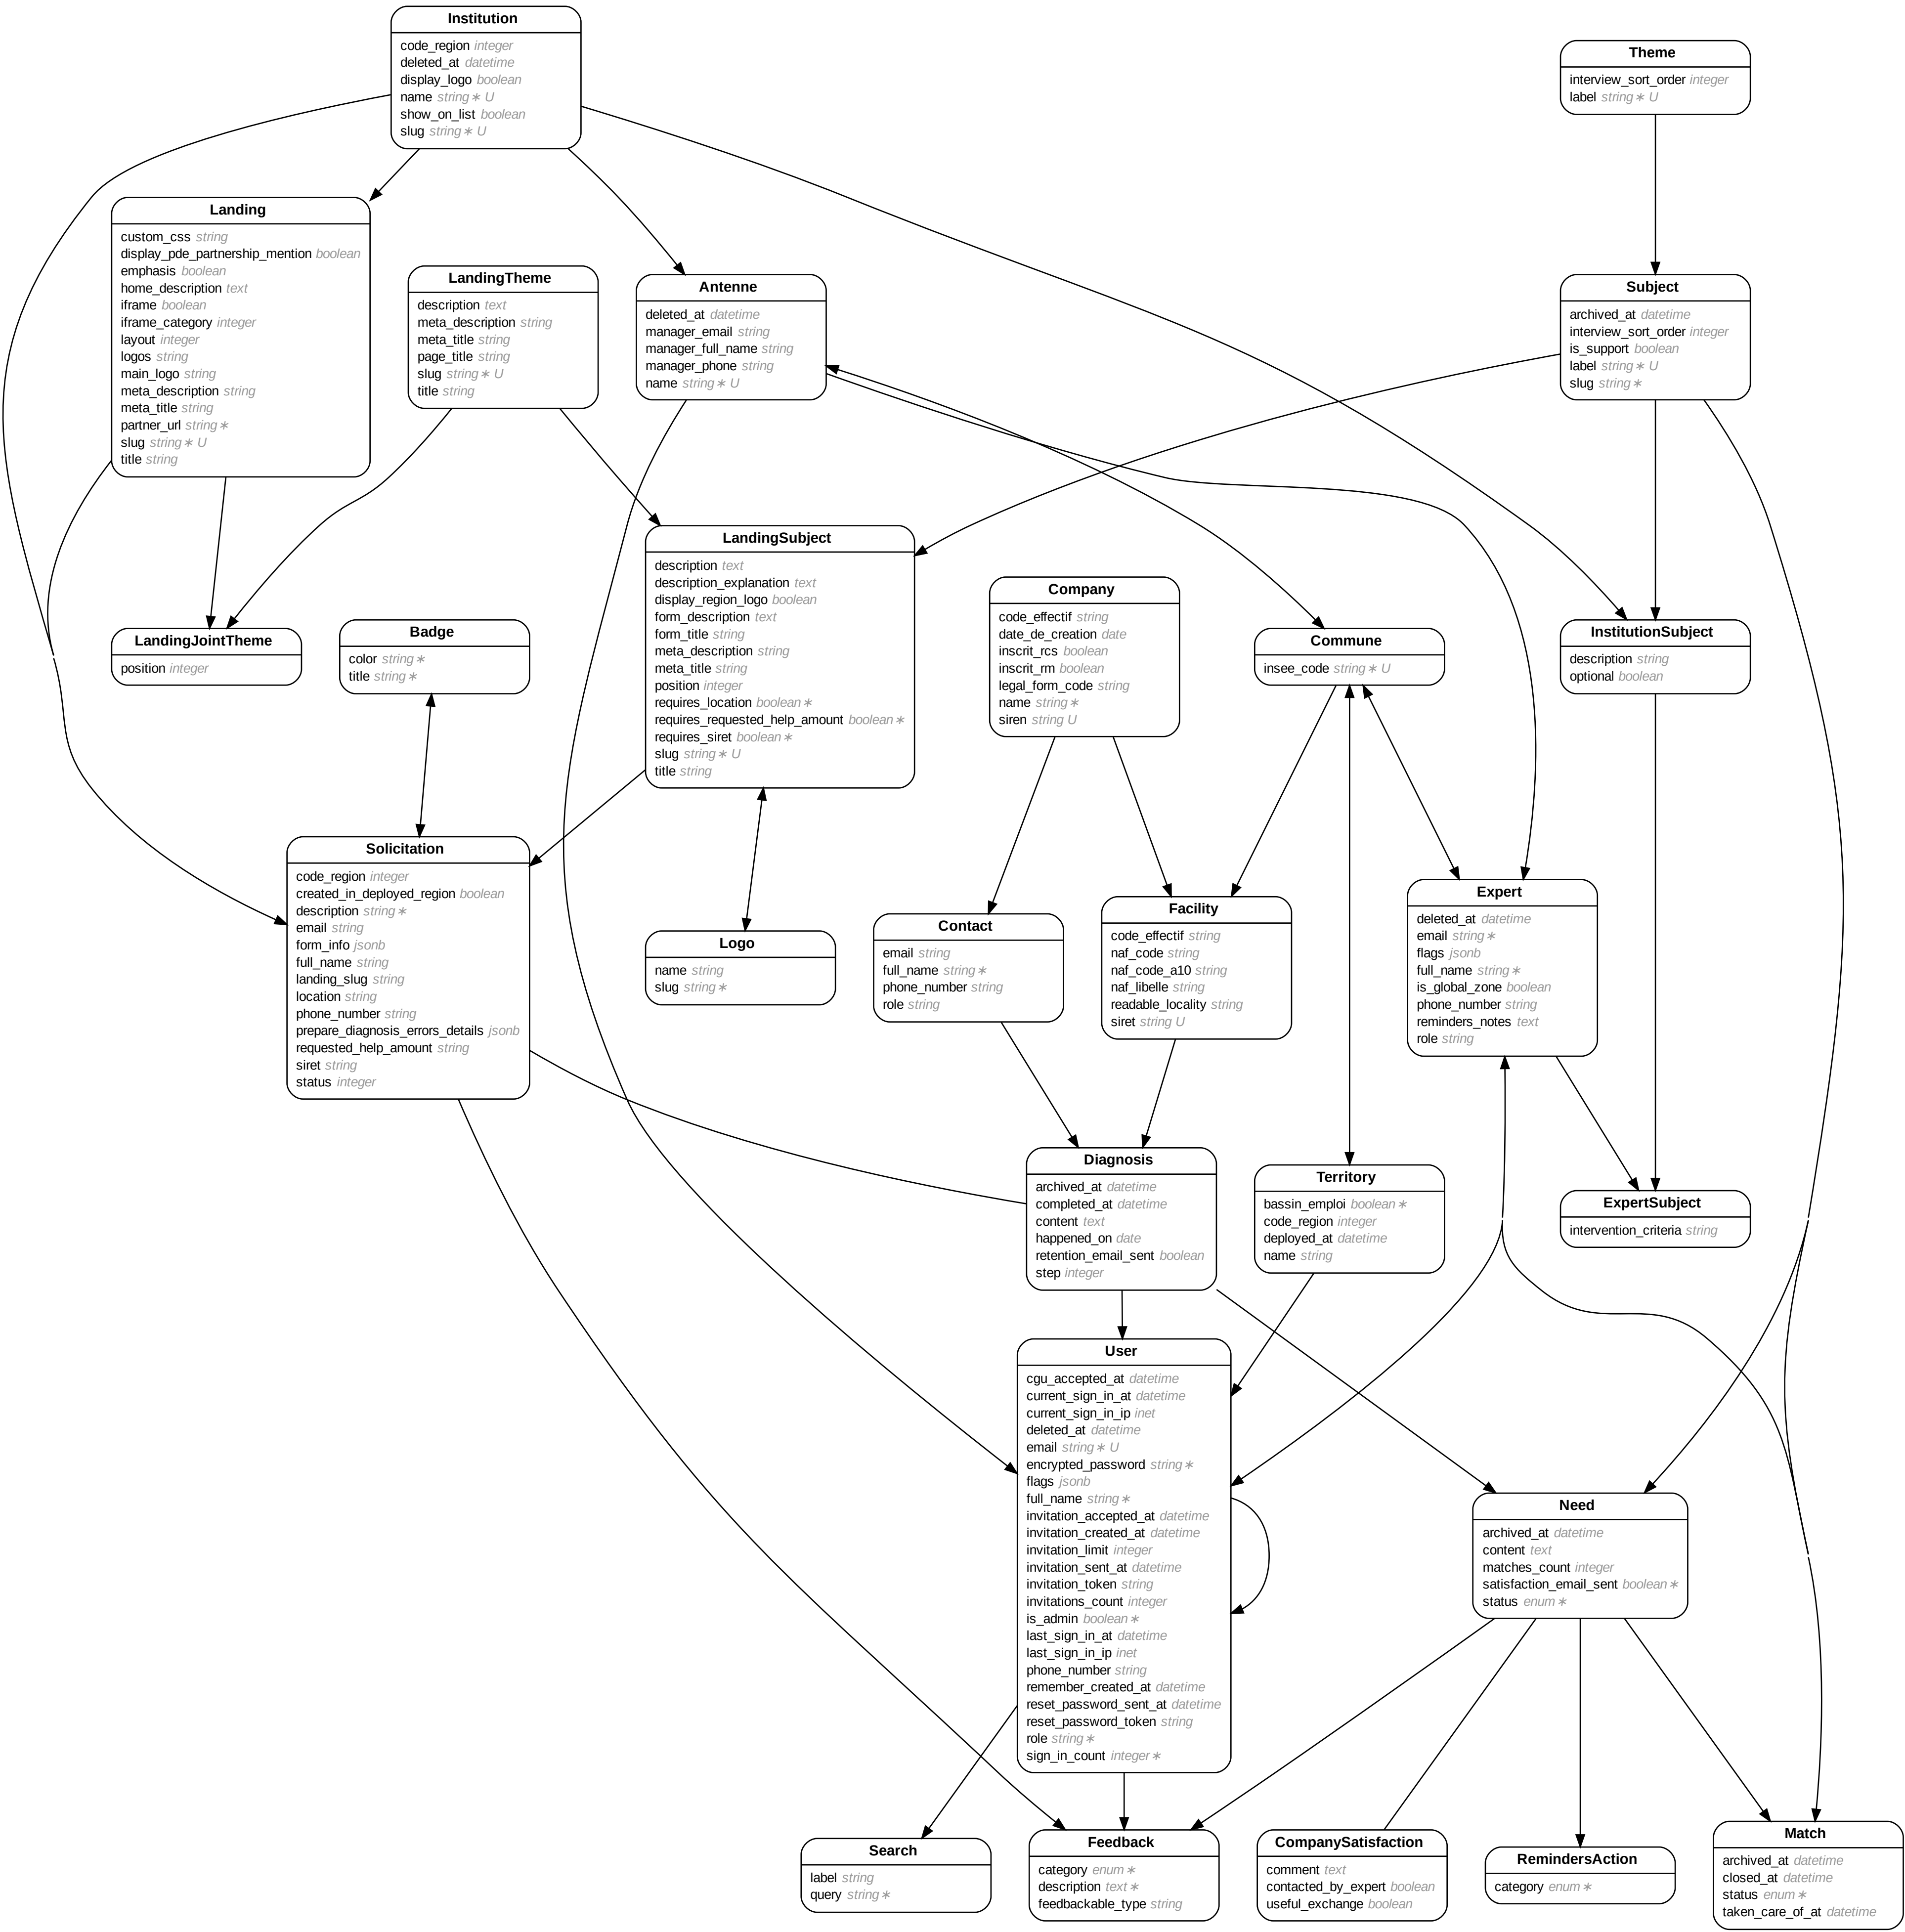 Institution
code_region integer
deleted_at datetime
display_logo boolean
name string∗ U
show_on_list boolean
slug string∗ U
Theme
interview_sort_order integer
label string∗ U
Landing
custom_css string
display_pde_partnership_mention boolean
emphasis boolean
home_description text
iframe boolean
iframe_category integer
layout integer
logos string
main_logo string
meta_description string
meta_title string
partner_url string∗
slug string∗ U
title string
LandingTheme
description text
meta_description string
meta_title string
page_title string
slug string∗ U
title string
Antenne
deleted_at datetime
manager_email string
manager_full_name string
manager_phone string
name string∗ U
Subject
archived_at datetime
interview_sort_order integer
is_support boolean
label string∗ U
slug string∗
LandingJointTheme
position integer
Badge
color string∗
title string∗
LandingSubject
description text
description_explanation text
display_region_logo boolean
form_description text
form_title string
meta_description string
meta_title string
position integer
requires_location boolean∗
requires_requested_help_amount boolean∗
requires_siret boolean∗
slug string∗ U
title string
Company
code_effectif string
date_de_creation date
inscrit_rcs boolean
inscrit_rm boolean
legal_form_code string
name string∗
siren string U
Commune
insee_code string∗ U
InstitutionSubject
description string
optional boolean
Solicitation
code_region integer
created_in_deployed_region boolean
description string∗
email string
form_info jsonb
full_name string
landing_slug string
location string
phone_number string
prepare_diagnosis_errors_details jsonb
requested_help_amount string
siret string
status integer
Logo
name string
slug string∗
Contact
email string
full_name string∗
phone_number string
role string
Facility
code_effectif string
naf_code string
naf_code_a10 string
naf_libelle string
readable_locality string
siret string U
Expert
deleted_at datetime
email string∗
flags jsonb
full_name string∗
is_global_zone boolean
phone_number string
reminders_notes text
role string
Diagnosis
archived_at datetime
completed_at datetime
content text
happened_on date
retention_email_sent boolean
step integer
Territory
bassin_emploi boolean∗
code_region integer
deployed_at datetime
name string
ExpertSubject
intervention_criteria string
User
cgu_accepted_at datetime
current_sign_in_at datetime
current_sign_in_ip inet
deleted_at datetime
email string∗ U
encrypted_password string∗
flags jsonb
full_name string∗
invitation_accepted_at datetime
invitation_created_at datetime
invitation_limit integer
invitation_sent_at datetime
invitation_token string
invitations_count integer
is_admin boolean∗
last_sign_in_at datetime
last_sign_in_ip inet
phone_number string
remember_created_at datetime
reset_password_sent_at datetime
reset_password_token string
role string∗
sign_in_count integer∗
Need
archived_at datetime
content text
matches_count integer
satisfaction_email_sent boolean∗
status enum∗
Search
label string
query string∗
Feedback
category enum∗
description text∗
feedbackable_type string
CompanySatisfaction
comment text
contacted_by_expert boolean
useful_exchange boolean
RemindersAction
category enum∗
Match
archived_at datetime
closed_at datetime
status enum∗
taken_care_of_at datetime